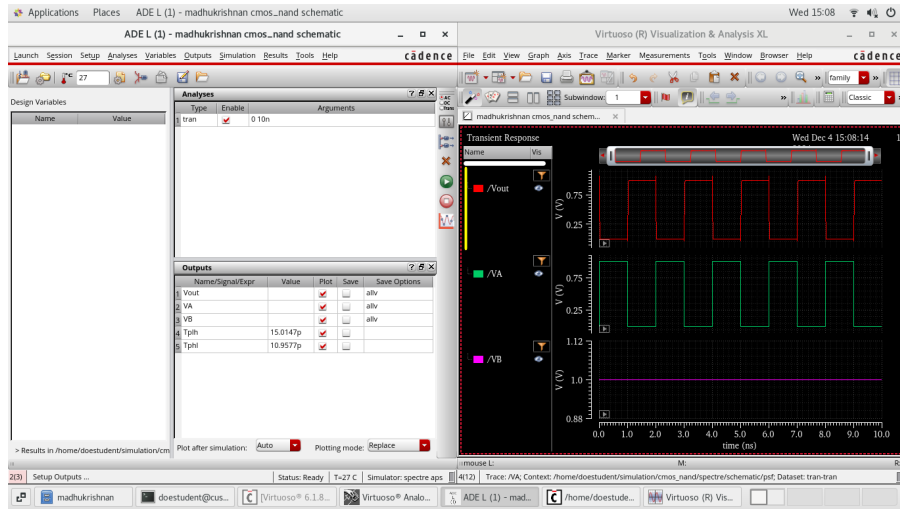 Applications Places ADE L (1) - madhukrishnan cmos_nand schematic Wed Dec 15:08
ADE L (1) - madhukrishnan cmos_nand schematic
Launch Session Setup Analyses Variables Outputs Simulation Results Tools Help cādence
27
Design Variables
Name Value
> Results in /home/doestudent/simulation/cm
Analyses
Type Enable Arguments
1 tran 0 10n
AC
DC
Trans
Outputs
Name/Signal/Expr Value Plot Save Save Options
1 Vout allv
2 VA allv
3 VB allv
4 Tplh 15.0147p
5 Tphl 10.9577p
Plot after simulation: Auto Plotting mode: Replace
2(3) Setup Outputs ... Status: Ready T=27 C Simulator: spectre aps
Virtuoso (R) Visualization & Analysis XL
File Edit View Graph Axis Trace Marker Measurements Tools Window Browser Help cādence
family
Subwindow: 1 Classic
madhukrishnan cmos_nand schem...
Transient Response Wed Dec 4 15:08:14 1
Name Vis
/Vout
V (V)
0.75
0.25
/VA
V (V)
0.75
0.25
/VB
V (V)
1.12
1.0
0.88
0.0 1.0 2.0 3.0 4.0 5.0 6.0 7.0 8.0 9.0 10.0
time (ns)
mouse L: M: R:
4(12) Trace: /VA; Context: /home/doestudent/simulation/cmos_nand/spectre/schematic/psf; Dataset: tran-tran
madhukrishnan doestudent@cus... [Virtuoso® 6.1.8... Virtuoso® Analo... ADE L (1) - mad... /home/doestude... Virtuoso (R) Vis...